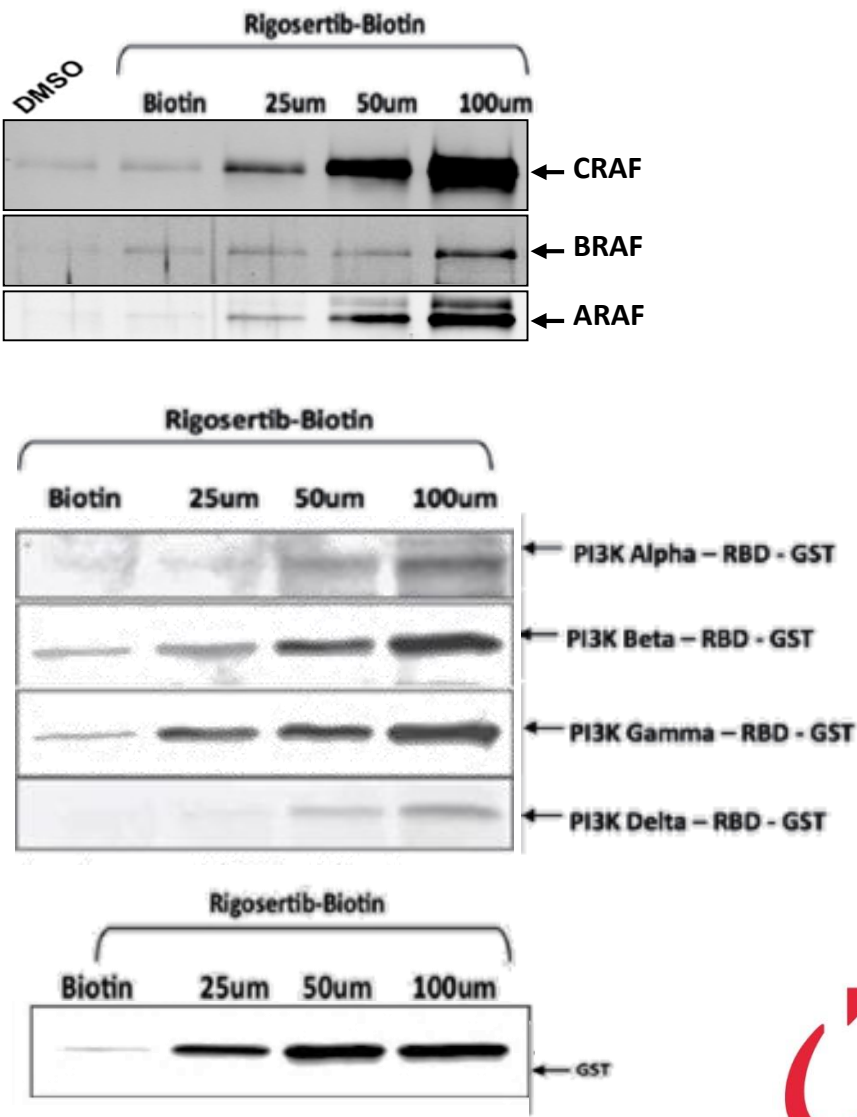 Rigosertib-Biotin
DMSO Biotin 25um 50um 100um
CRAF
BRAF
ARAF
Rigosertib-Biotin
Biotin 25um 50um 100um
PI3K Alpha – RBD - GST
PI3K Beta – RBD - GST
PI3K Gamma – RBD - GST
PI3K Delta – RBD - GST
Rigosertib-Biotin
Biotin 25um 50um 100um
GST